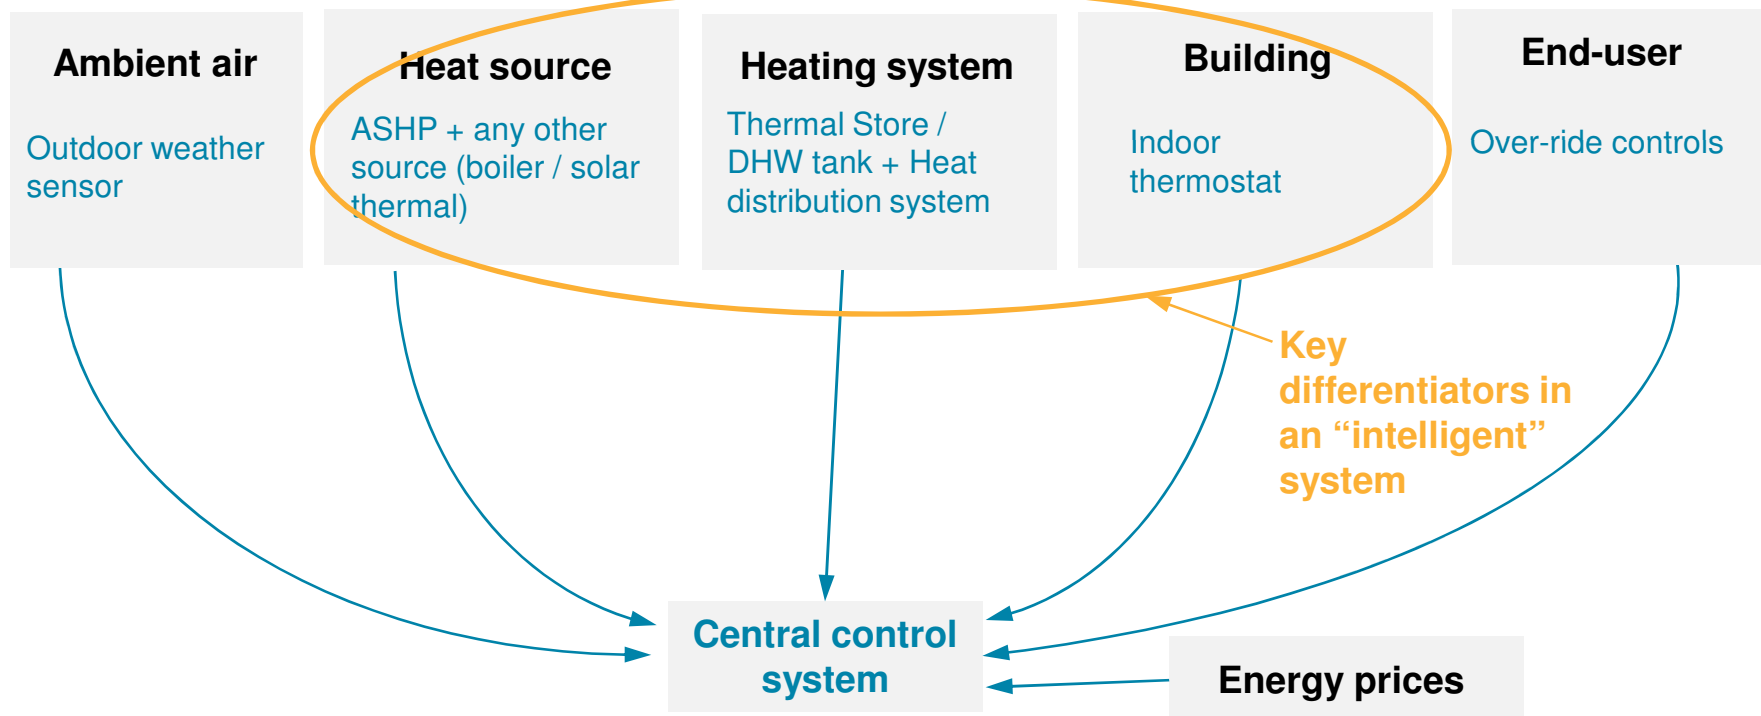 Ambient air
Outdoor weather
sensor
Heat source
ASHP + any other
source (boiler / solar
thermal)
Heating system
Thermal Store /
DHW tank + Heat
distribution system
Building
Indoor
thermostat
End-user
Over-ride controls
Key
differentiators in
an “intelligent”
system
Central control
system
Energy prices